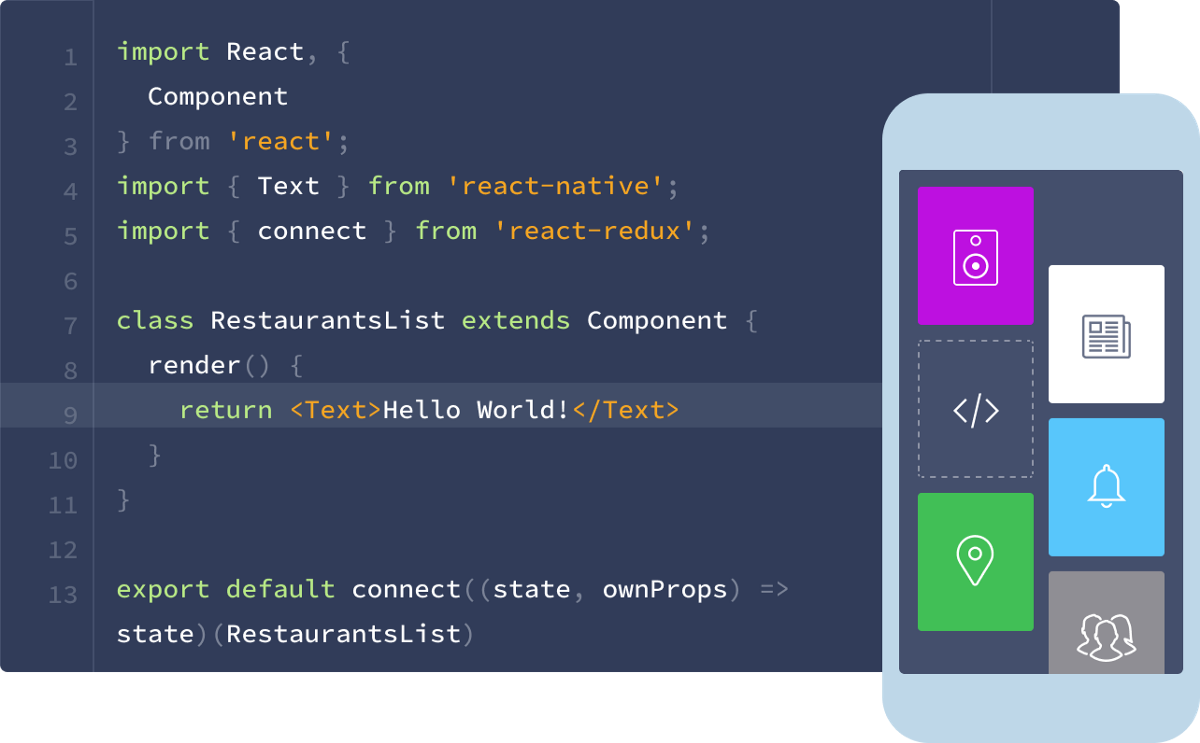 1 import React, {
2   Component
3 } from 'react';
4 import { Text } from 'react-native';
5 import { connect } from 'react-redux';
6
7 class RestaurantsList extends Component {
8   render() {
9     return <Text>Hello World!</Text>
10   }
11 }
12
13 export default connect((state, ownProps) =>
state)(RestaurantsList)